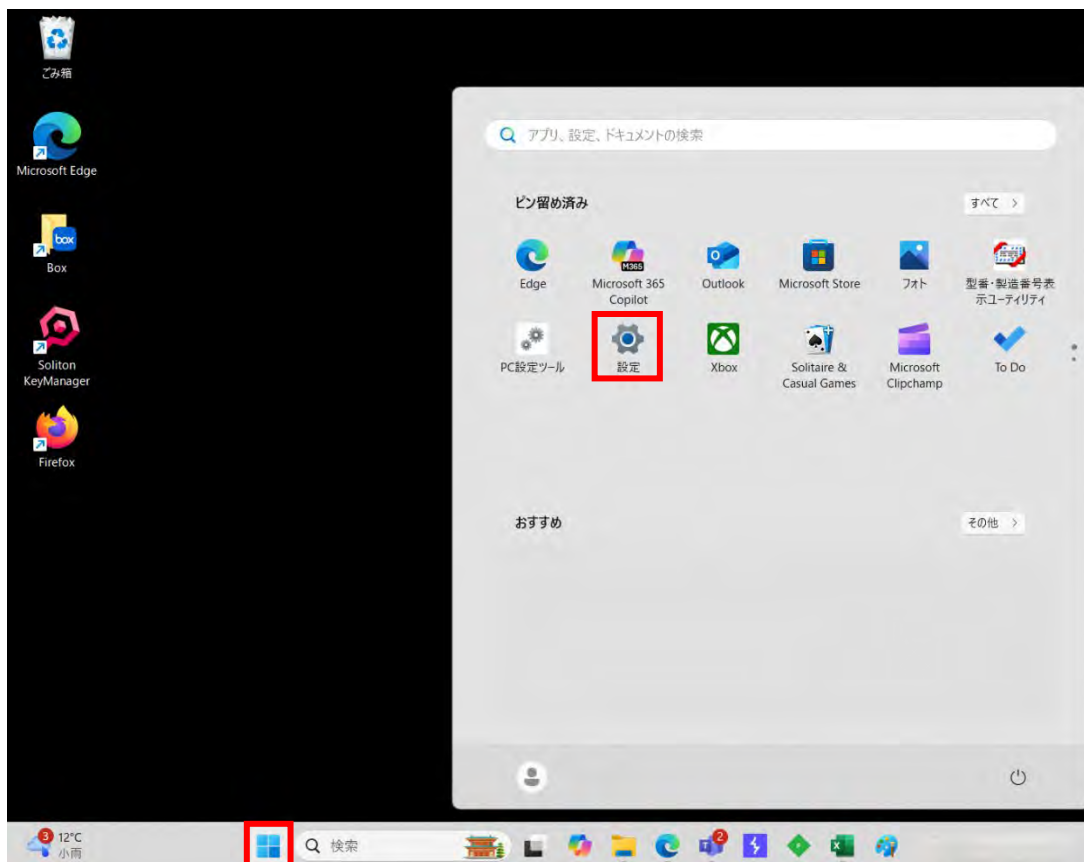 ごみ箱
Microsoft Edge
box
Box
Soliton
KeyManager
Firefox
アプリ、設定、ドキュメントの検索
ピン留め済み
すべて >
Edge
M365
Microsoft 365
Copilot
Outlook
Microsoft Store
フォト
型番・製造番号表
示ユーティリティ
PC設定ツール
設定
Xbox
Solitaire &
Casual Games
Microsoft
Clipchamp
To Do
おすすめ
その他 >
3
12°C
小雨
検索
2